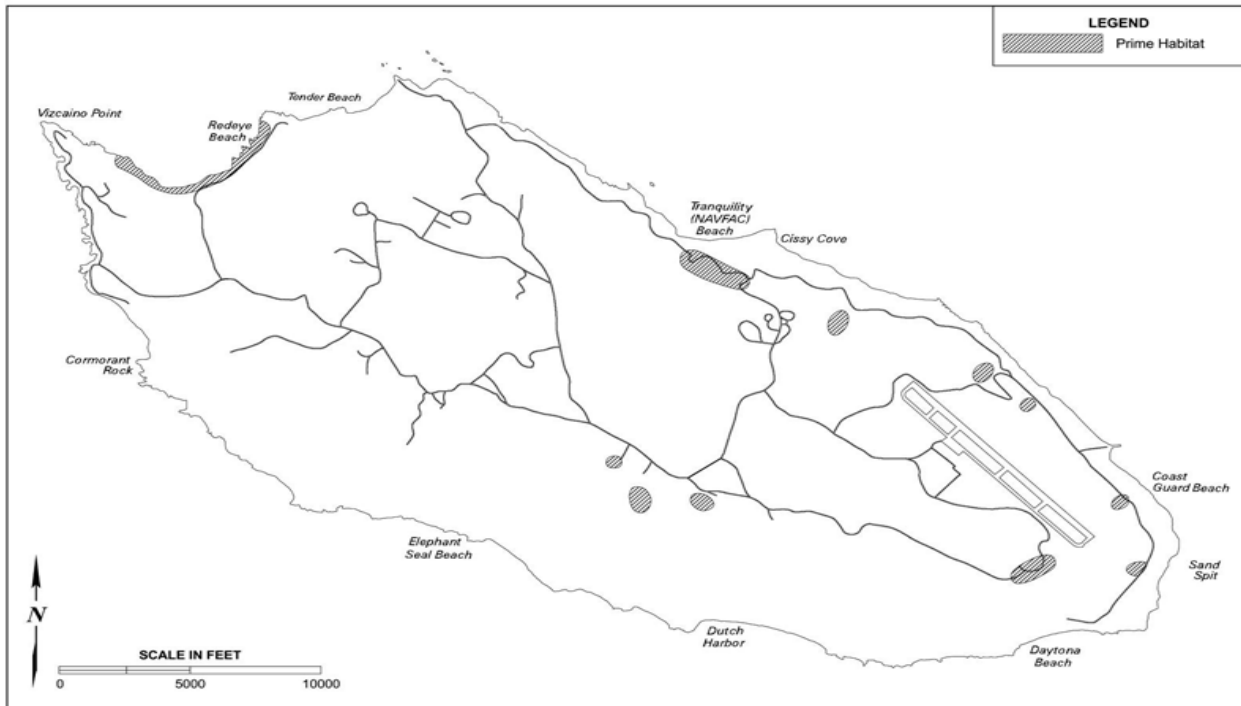 LEGEND
Prime Habitat
Tender Beach
Vizcaino Point
Redeye
Beach
Tranquility
(NAVFAC)
Beach
Cissy Cove
Cormorant
Rock
Coast
Guard Beach
Elephant
Seal Beach
Sand
Spit
N
Dutch
Harbor
Daytona
Beach
SCALE IN FEET
0 5000 10000